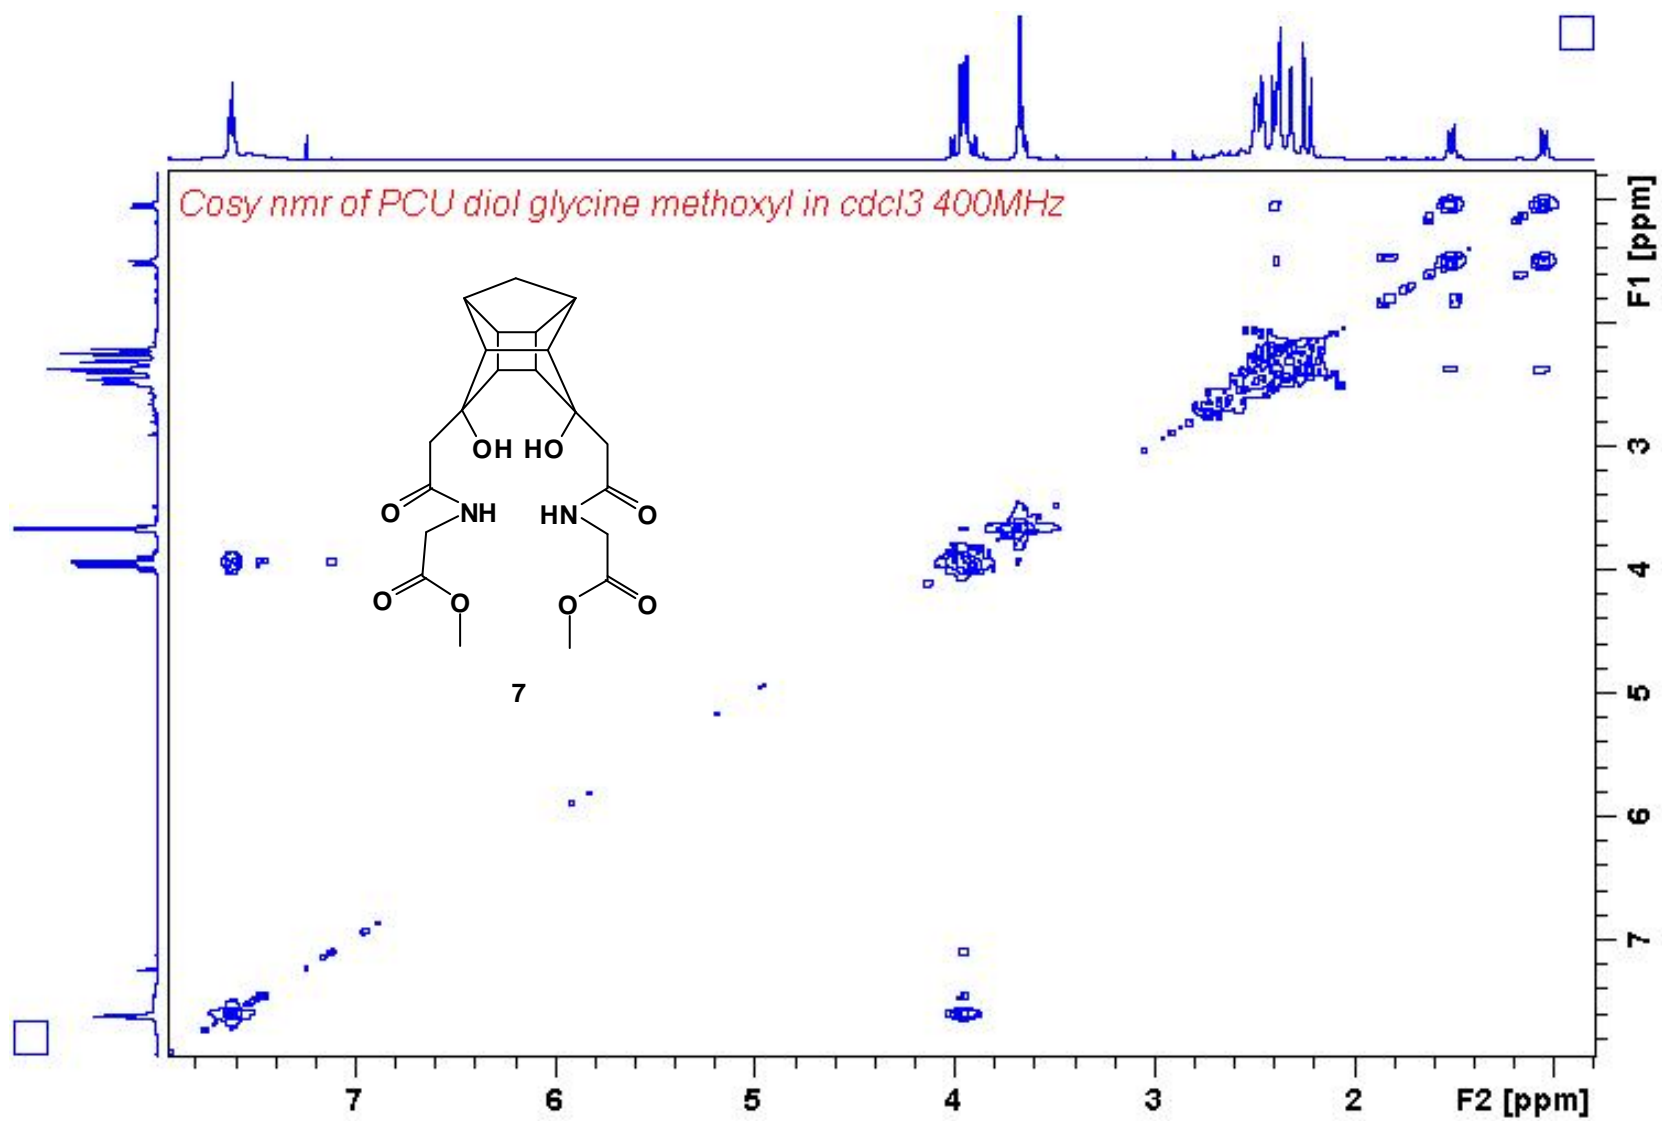 Cosy nmr of PCU diol glycine methoxyl in cdcl3 400MHz
OH HO
O NH HN O
O O O O
7
F1 [ppm]
3
4
5
6
7
7 6 5 4 3 2 F2 [ppm]